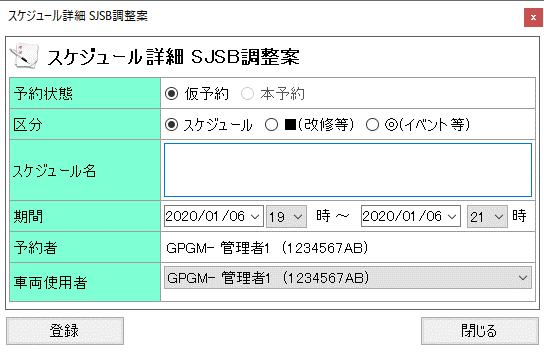 スケジュール詳細 SJSB調整案
スケジュール詳細 SJSB調整案
予約状態 仮予約 本予約
区分 スケジュール ■(改修等) ◎(イベント等)
スケジュール名
期間 2020/01/06 19 時 ～ 2020/01/06 21 時
予約者 GPGM- 管理者1 (1234567AB)
車両使用者 GPGM- 管理者1 (1234567AB)
登録 閉じる